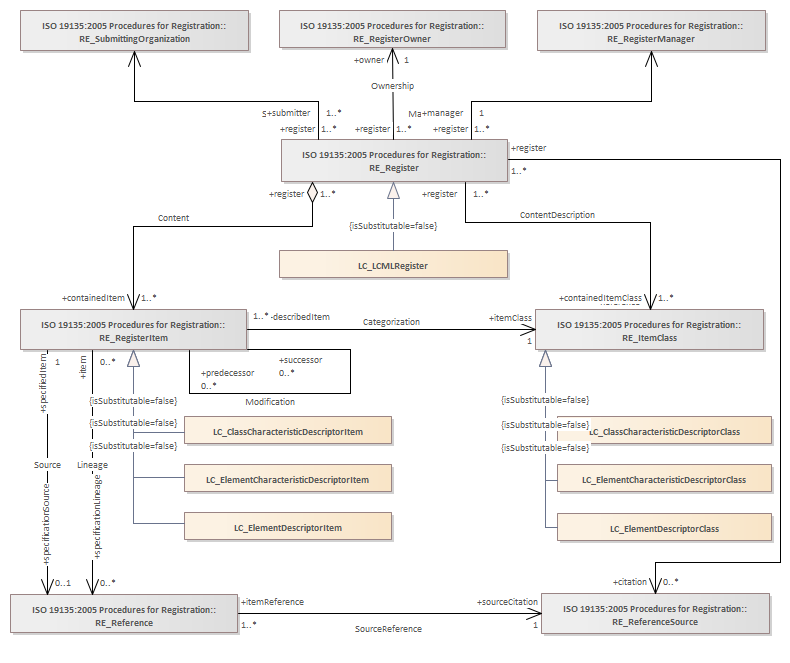 ISO 19135:2005 Procedures for Registration::
RE_SubmittingOrganization
ISO 19135:2005 Procedures for Registration::
RE_RegisterOwner
ISO 19135:2005 Procedures for Registration::
RE_RegisterManager
+owner 1
Ownership
S+submitter 1..*
Ma+manager 1
+register 1..*
+register 1..*
+register 1..*
ISO 19135:2005 Procedures for Registration::
RE_Register
+register
1..*
+register 1..*
+register 1..*
Content
ContentDescription
{isSubstitutable=false}
LC_LCMLRegister
+containedItem 1..*
+containedItemClass 1..*
ISO 19135:2005 Procedures for Registration::
RE_RegisterItem
1..* -describedItem
Categorization
+itemClass
1
ISO 19135:2005 Procedures for Registration::
RE_ItemClass
+specifiedItem
1
+item
0..*
+successor
0..*
+predecessor
0..*
Modification
{isSubstitutable=false}
{isSubstitutable=false}
{isSubstitutable=false}
LC_ClassCharacteristicDescriptorItem
LC_ElementCharacteristicDescriptorItem
LC_ElementDescriptorItem
{isSubstitutable=false}
{isSubstitutable=false}
{isSubstitutable=false}
LC_ClassCharacteristicDescriptorClass
LC_ElementCharacteristicDescriptorClass
LC_ElementDescriptorClass
Source
Lineage
+specificationSource
+specificationLineage
0..1
0..*
+citation 0..*
ISO 19135:2005 Procedures for Registration::
RE_Reference
+itemReference
1..*
SourceReference
+sourceCitation
1
ISO 19135:2005 Procedures for Registration::
RE_ReferenceSource